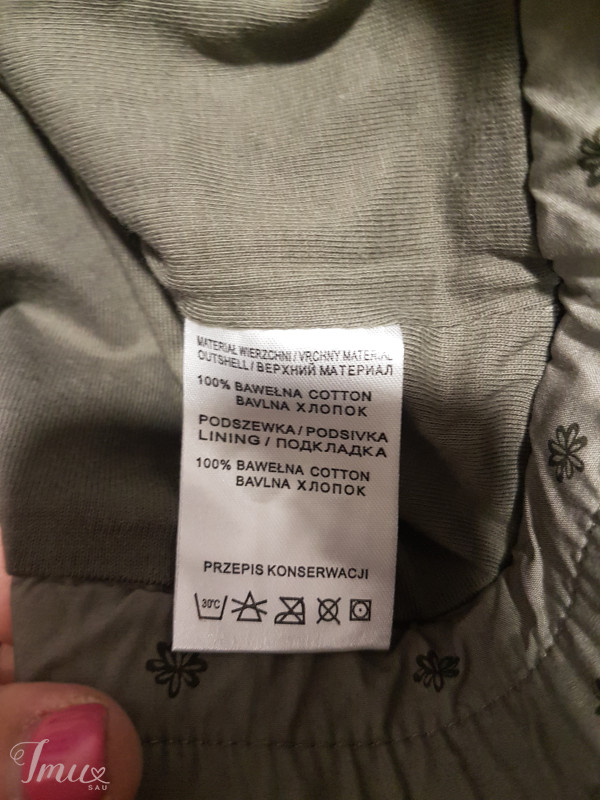 MATERIAŁ WIERZCHNI / VRCHNY MATERIAL
OUTSHELL / ВЕРХНИЙ МАТЕРИАЛ
100% BAWEŁNA COTTON
BAVLNA ХЛОПОК
PODSZEWKA / PODSIVKA
LINING / ПОДКЛАДКА
100% BAWEŁNA COTTON
BAVLNA ХЛОПОК
PRZEPIS KONSERWACJI
30°C
Imu
SAU